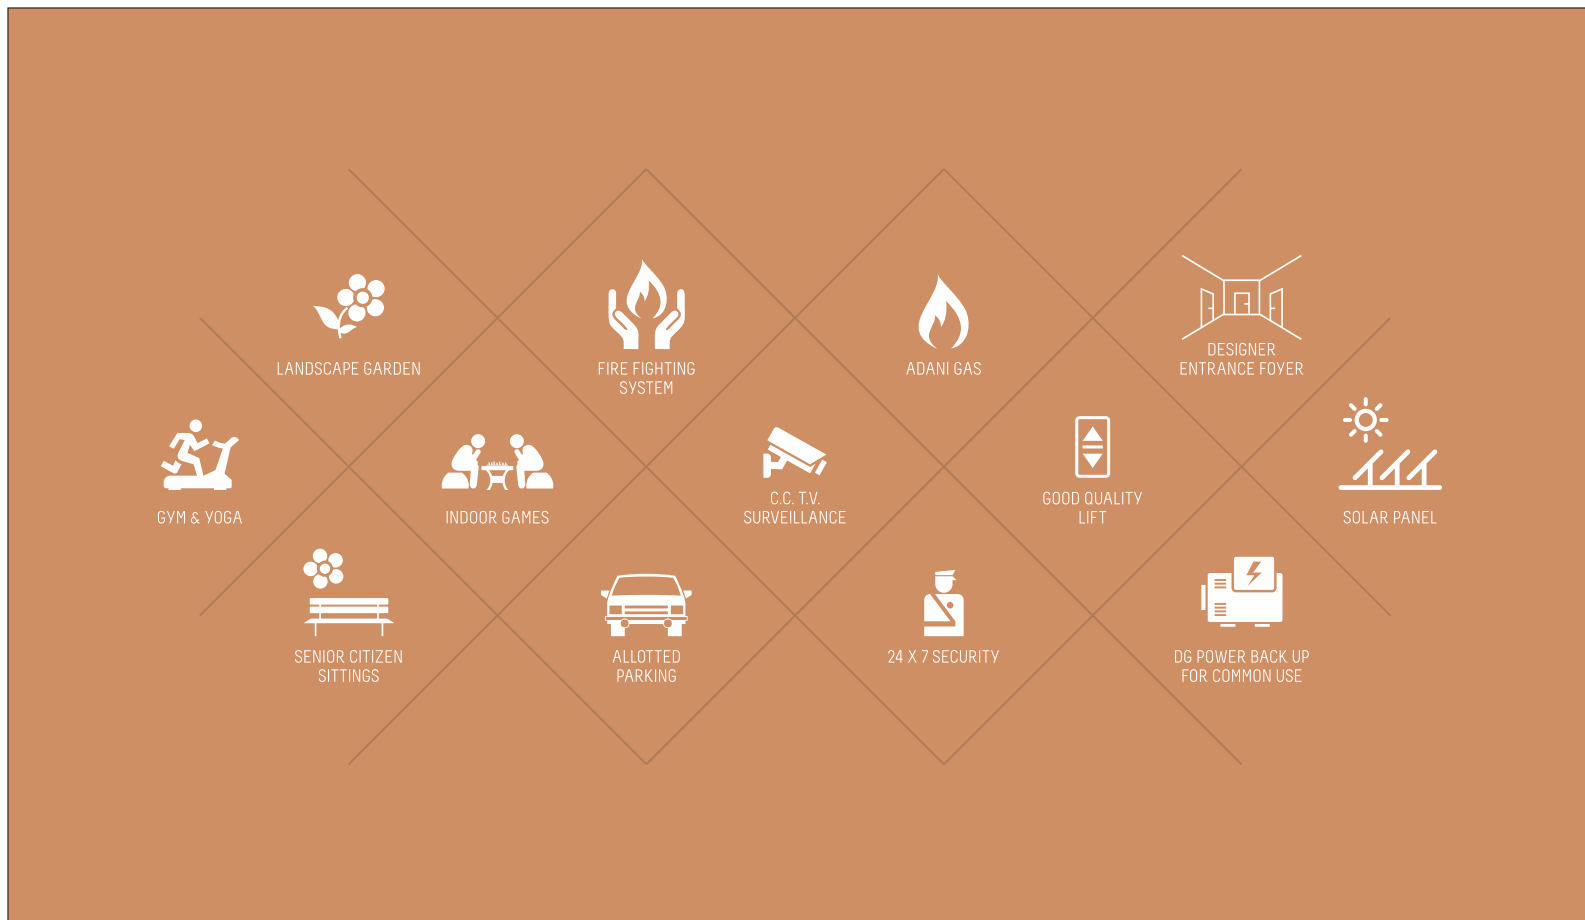 LANDSCAPE GARDEN
FIRE FIGHTING
SYSTEM
ADANI GAS
DESIGNER
ENTRANCE FOYER
GYM & YOGA
INDOOR GAMES
C.C. T.V.
SURVEILLANCE
GOOD QUALITY
LIFT
SOLAR PANEL
SENIOR CITIZEN
SITTINGS
ALLOTTED
PARKING
24 X 7 SECURITY
DG POWER BACK UP
FOR COMMON USE